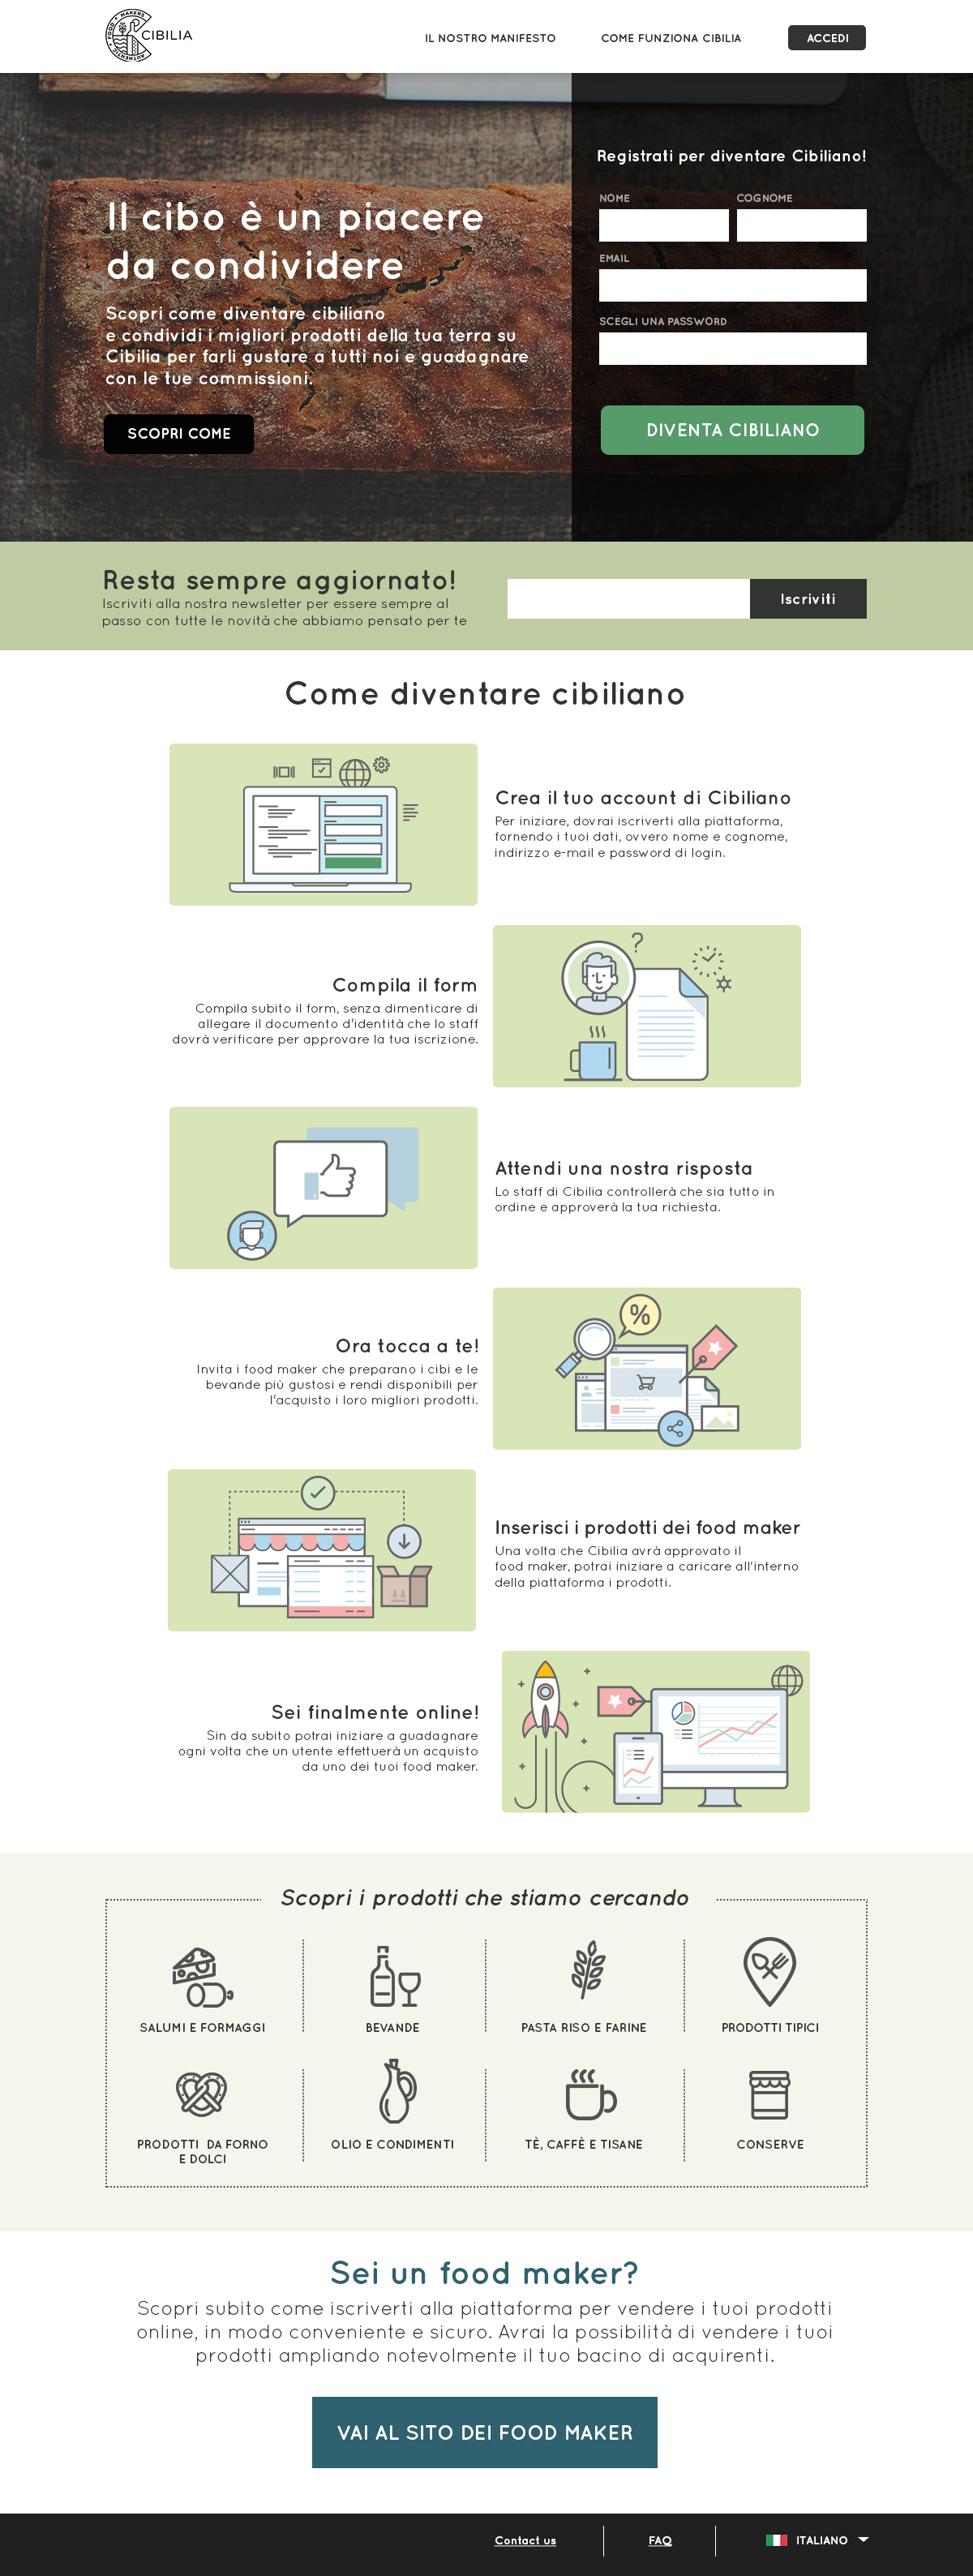 FOOD MAKERS
AUTHENTIC
CIBILIA
IL NOSTRO MANIFESTO
COME FUNZIONA CIBILIA
ACCEDI
Il cibo è un piacere
da condividere
Scopri come diventare cibiliano
e condividi i migliori prodotti della tua terra su
Cibilia per farli gustare a tutti noi e guadagnare
con le tue commissioni.
SCOPRI COME
Registrati per diventare Cibiliano!
NOME
COGNOME
EMAIL
SCEGLI UNA PASSWORD
DIVENTA CIBILIANO
Resta sempre aggiornato!
Iscriviti alla nostra newsletter per essere sempre al
passo con tutte le novità che abbiamo pensato per te
Iscriviti
Come diventare cibiliano
Crea il tuo account di Cibiliano
Per iniziare, dovrai iscriverti alla piattaforma,
fornendo i tuoi dati, ovvero nome e cognome,
indirizzo e-mail e password di login.
Compila il form
Compila subito il form, senza dimenticare di
allegare il documento d'identità che lo staff
dovrà verificare per approvare la tua iscrizione.
?
Attendi una nostra risposta
Lo staff di Cibilia controllerà che sia tutto in
ordine e approverà la tua richiesta.
Ora tocca a te!
Invita i food maker che preparano i cibi e le
bevande più gustosi e rendi disponibili per
l'acquisto i loro migliori prodotti.
%
Inserisci i prodotti dei food maker
Una volta che Cibilia avrà approvato il
food maker, potrai iniziare a caricare all'interno
della piattaforma i prodotti.
Sei finalmente online!
Sin da subito potrai iniziare a guadagnare
ogni volta che un utente effettuerà un acquisto
da uno dei tuoi food maker.
Scopri i prodotti che stiamo cercando
SALUMI E FORMAGGI
BEVANDE
PASTA RISO E FARINE
PRODOTTI TIPICI
PRODOTTI DA FORNO
E DOLCI
OLIO E CONDIMENTI
TÈ, CAFFÈ E TISANE
CONSERVE
Sei un food maker?
Scopri subito come iscriverti alla piattaforma per vendere i tuoi prodotti
online, in modo conveniente e sicuro. Avrai la possibilità di vendere i tuoi
prodotti ampliando notevolmente il tuo bacino di acquirenti.
VAI AL SITO DEI FOOD MAKER
Contact us
FAQ
ITALIANO